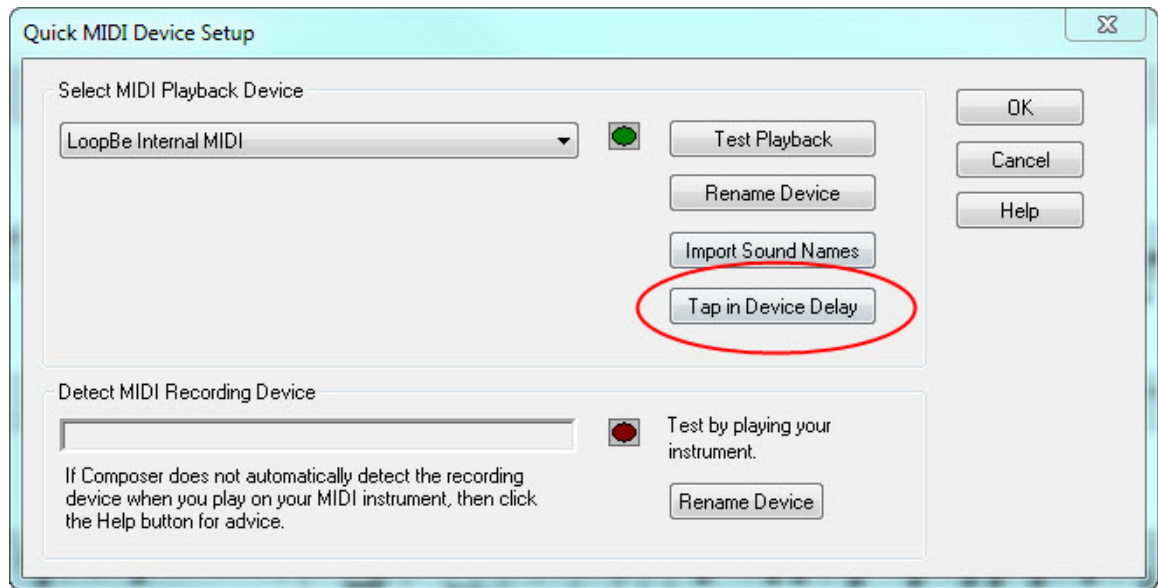 Quick MIDI Device Setup
Select MIDI Playback Device
LoopBe Internal MIDI
Test Playback
Rename Device
Import Sound Names
Tap in Device Delay
OK
Cancel
Help
Detect MIDI Recording Device
Test by playing your
instrument.
If Composer does not automatically detect the recording
device when you play on your MIDI instrument, then click
the Help button for advice.
Rename Device